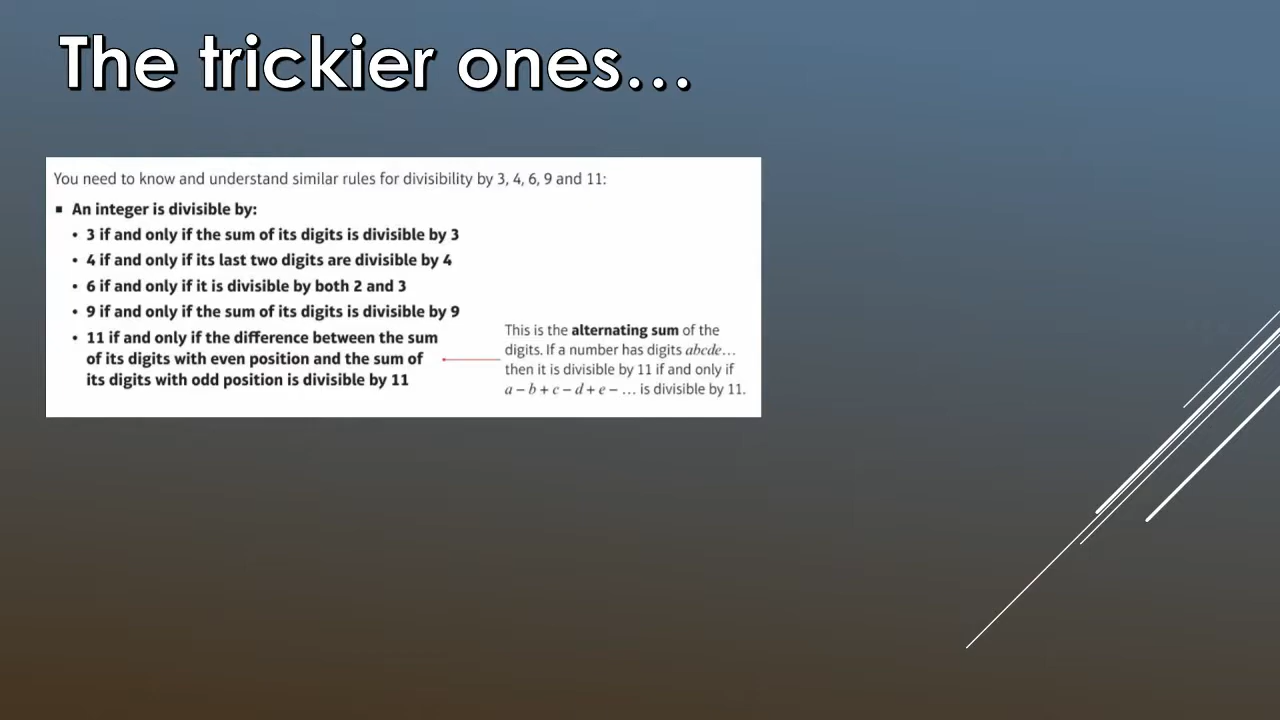 The trickier ones...
You need to know and understand similar rules for divisibility by 3, 4, 6, 9 and 11:
▪ An integer is divisible by:
• 3 if and only if the sum of its digits is divisible by 3
• 4 if and only if its last two digits are divisible by 4
• 6 if and only if it is divisible by both 2 and 3
• 9 if and only if the sum of its digits is divisible by 9
• 11 if and only if the difference between the sum
of its digits with even position and the sum of
its digits with odd position is divisible by 11
This is the alternating sum of the
digits. If a number has digits abcde...
then it is divisible by 11 if and only if
a − b + c − d + e − ... is divisible by 11.